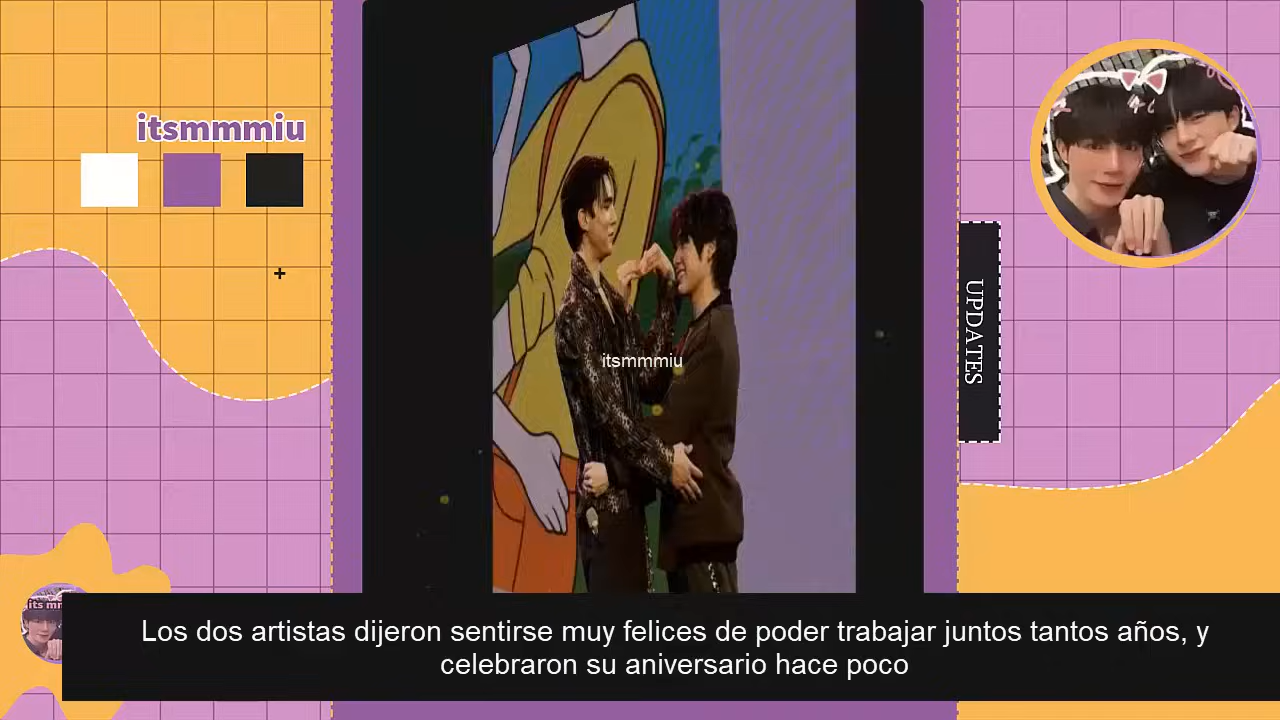 itsmmmiu
itsmmmiu
UPDATES
Los dos artistas dijeron sentirse muy felices de poder trabajar juntos tantos años, y
celebraron su aniversario hace poco